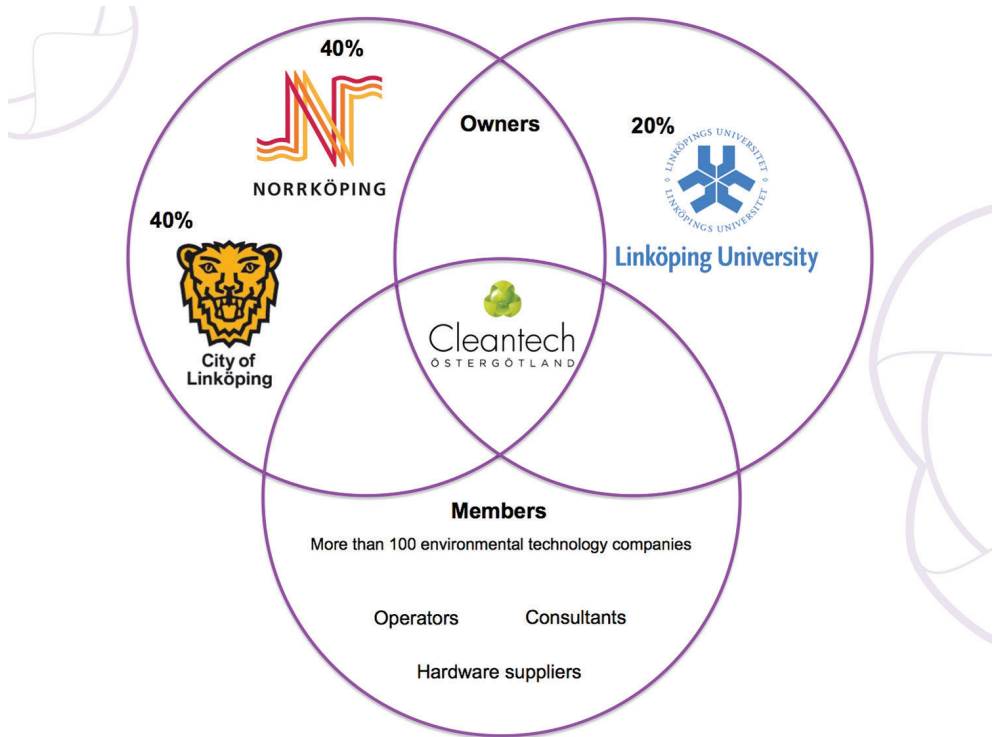 40%
NORRKÖPING
40%
City of
Linköping
Owners
20%
LINKÖPINGS UNIVERSITET
LINKÖPINGS UNIVERSITET
Linköping University
Cleantech
ÖSTERGÖTLAND
Members
More than 100 environmental technology companies
Operators
Consultants
Hardware suppliers